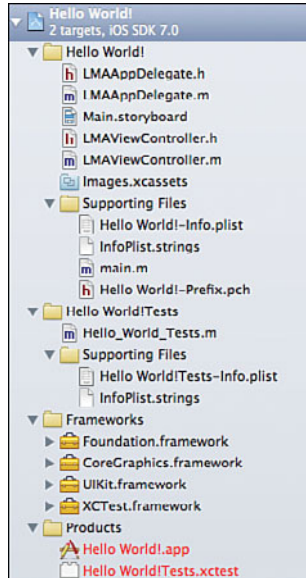 Hello World!
2 targets, iOS SDK 7.0
Hello World!
LMAAppDelegate.h
LMAAppDelegate.m
Main.storyboard
LMAViewController.h
LMAViewController.m
Images.xcassets
Supporting Files
Hello World!-Info.plist
InfoPlist.strings
main.m
Hello World!-Prefix.pch
Hello World!Tests
Hello_World_Tests.m
Supporting Files
Hello World!Tests-Info.plist
InfoPlist.strings
Frameworks
Foundation.framework
CoreGraphics.framework
UIKit.framework
XCTest.framework
Products
Hello World!.app
Hello World!Tests.xctest